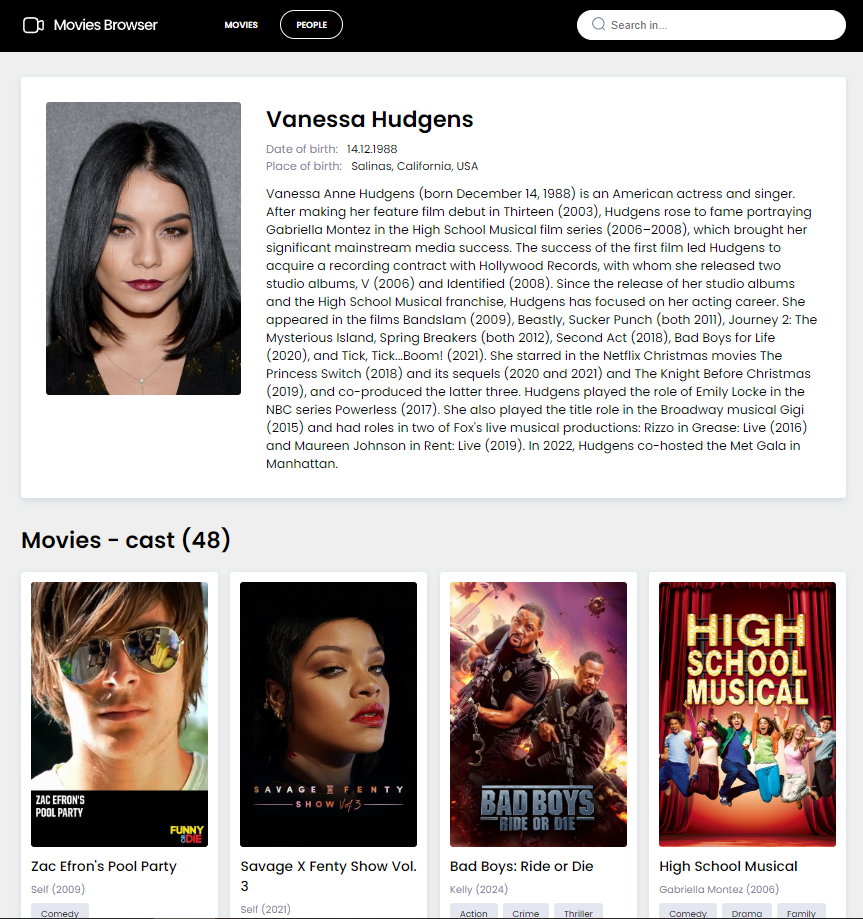 Movies Browser MOVIES PEOPLE Search in...
Vanessa Hudgens
Date of birth: 14.12.1988
Place of birth: Salinas, California, USA
Vanessa Anne Hudgens (born December 14, 1988) is an American actress and singer.
After making her feature film debut in Thirteen (2003), Hudgens rose to fame portraying
Gabriella Montez in the High School Musical film series (2006–2008), which brought her
significant mainstream media success. The success of the first film led Hudgens to
acquire a recording contract with Hollywood Records, with whom she released two
studio albums, V (2006) and Identified (2008). Since the release of her studio albums
and the High School Musical franchise, Hudgens has focused on her acting career. She
appeared in the films Bandslam (2009), Beastly, Sucker Punch (both 2011), Journey 2: The
Mysterious Island, Spring Breakers (both 2012), Second Act (2018), Bad Boys for Life
(2020), and Tick, Tick...Boom! (2021). She starred in the Netflix Christmas movies The
Princess Switch (2018) and its sequels (2020 and 2021) and The Knight Before Christmas
(2019), and co-produced the latter three. Hudgens played the role of Emily Locke in the
NBC series Powerless (2017). She also played the title role in the Broadway musical Gigi
(2015) and had roles in two of Fox's live musical productions: Rizzo in Grease: Live (2016)
and Maureen Johnson in Rent: Live (2019). In 2022, Hudgens co-hosted the Met Gala in
Manhattan.
Movies - cast (48)
ZAC EFRON'S
POOL PARTY
FUNNY
OR DIE
Zac Efron's Pool Party
Self (2009)
Comedy
SAVAGE X FENTY
SHOW Vol 3
Savage X Fenty Show Vol.
3
Self (2021)
BAD BOYS
RIDE OR DIE
Bad Boys: Ride or Die
Kelly (2024)
Action Crime Thriller
HIGH
SCHOOL
MUSICAL
High School Musical
Gabriella Montez (2006)
Comedy Drama Family